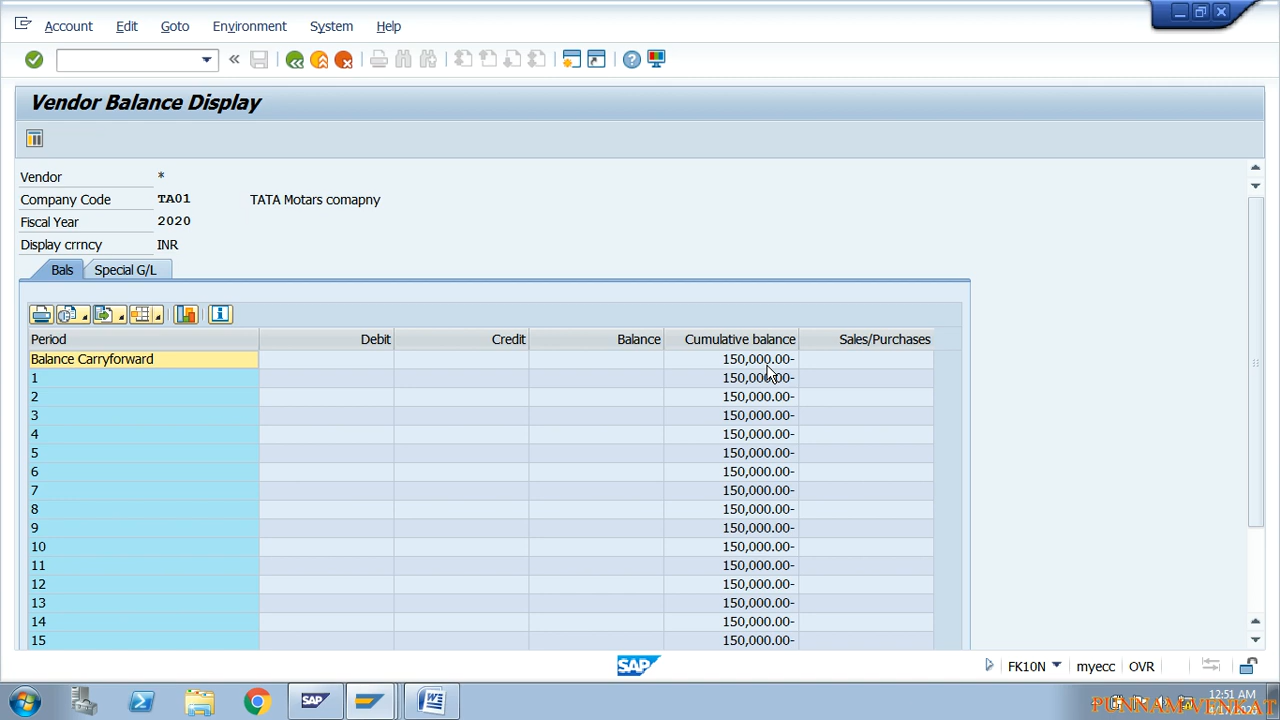 Account Edit Goto Environment System Help
Vendor Balance Display
Vendor *
Company Code TA01 TATA Motars comapny
Fiscal Year 2020
Display crrncy INR
Bals Special G/L
Period Debit Credit Balance Cumulative balance Sales/Purchases
Balance Carryforward 150,000.00-
1 150,000.00-
2 150,000.00-
3 150,000.00-
4 150,000.00-
5 150,000.00-
6 150,000.00-
7 150,000.00-
8 150,000.00-
9 150,000.00-
10 150,000.00-
11 150,000.00-
12 150,000.00-
13 150,000.00-
14 150,000.00-
15 150,000.00-
SAP FK10N myecc OVR
SAP 12:51 AM
PUNNAM VENKAT